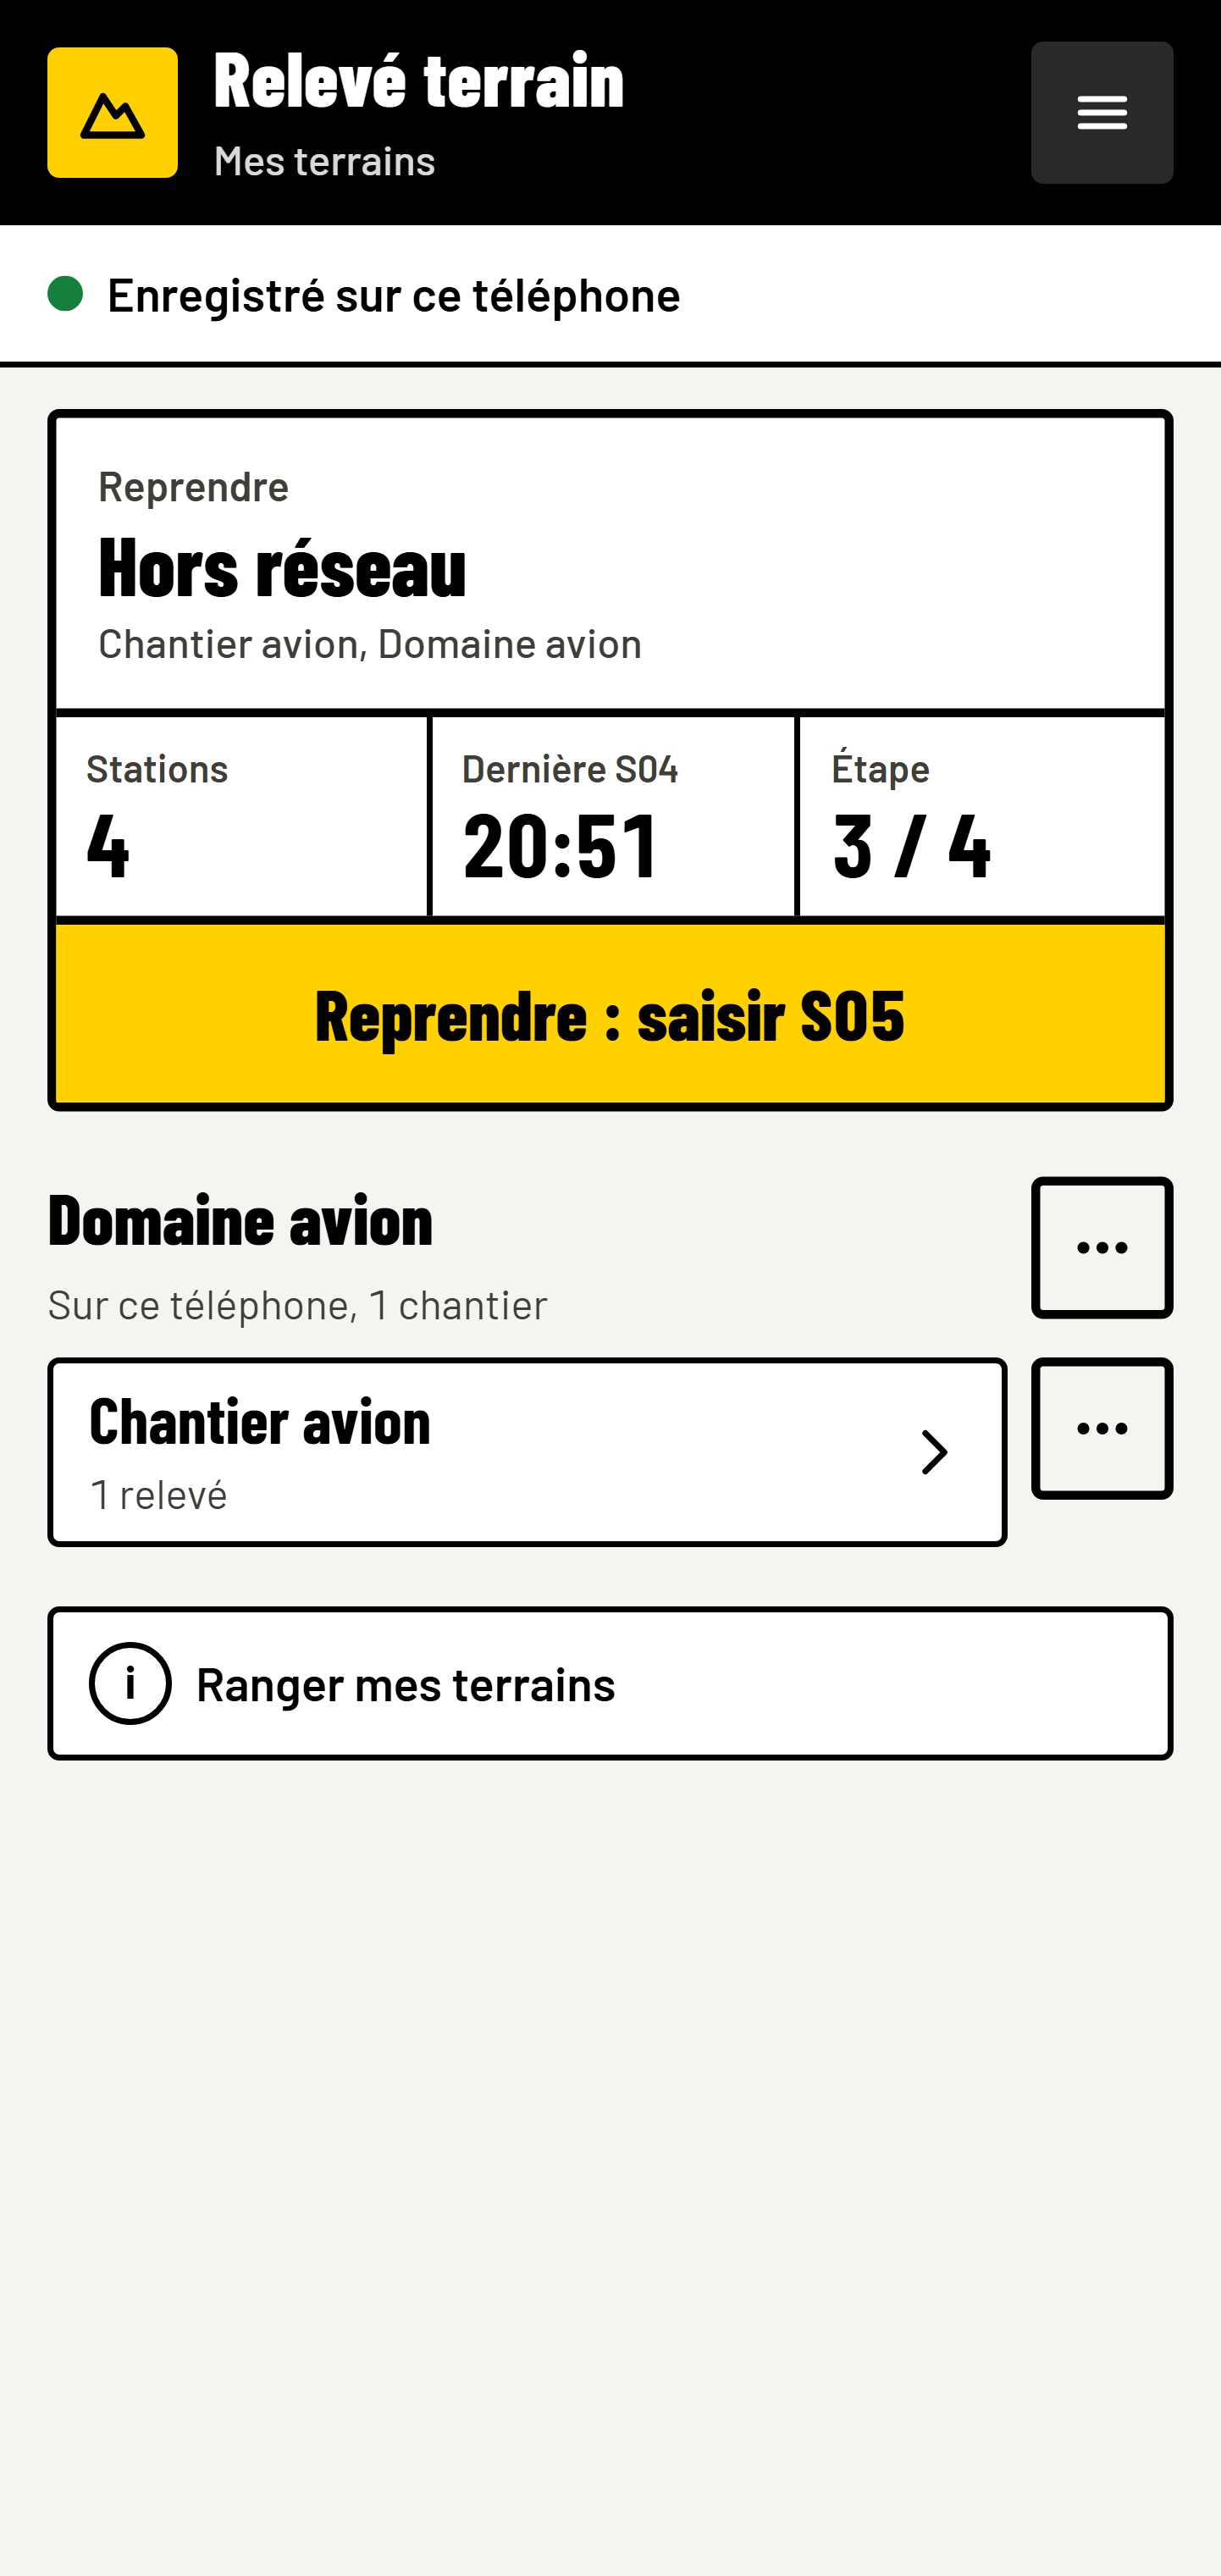 Relevé terrain
Mes terrains
Enregistré sur ce téléphone
Reprendre
Hors réseau
Chantier avion, Domaine avion
Stations
4
Dernière S04
20:51
Étape
3 / 4
Reprendre : saisir S05
Domaine avion
Sur ce téléphone, 1 chantier
Chantier avion
1 relevé
i Ranger mes terrains